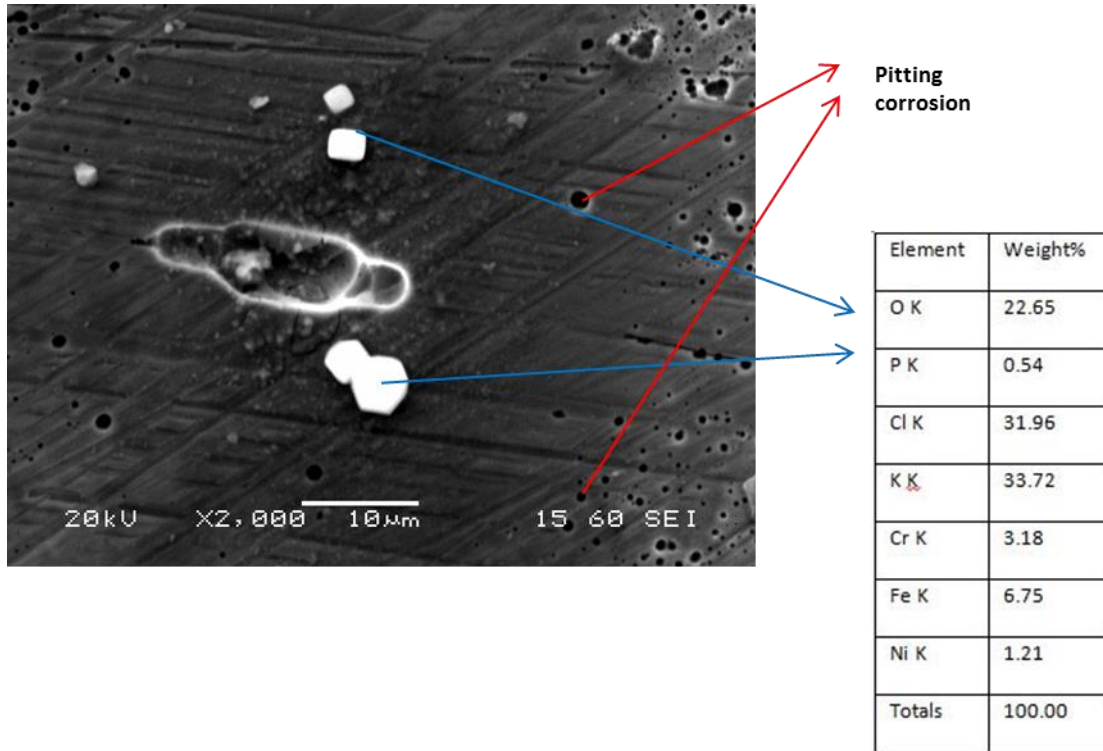 Pitting
corrosion
20kV X2,000 10µm 15 60 SEI
Element Weight%
O K 22.65
P K 0.54
Cl K 31.96
K K 33.72
Cr K 3.18
Fe K 6.75
Ni K 1.21
Totals 100.00